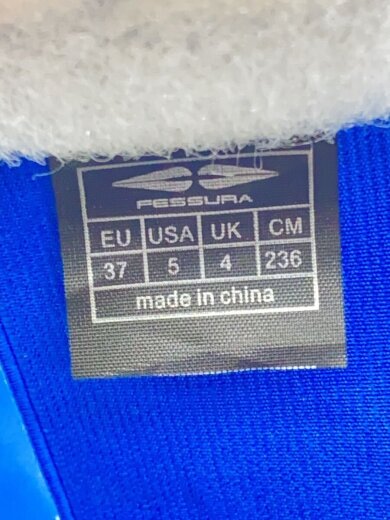 FESSURA
EU USA UK CM
37 5 4 236
made in china